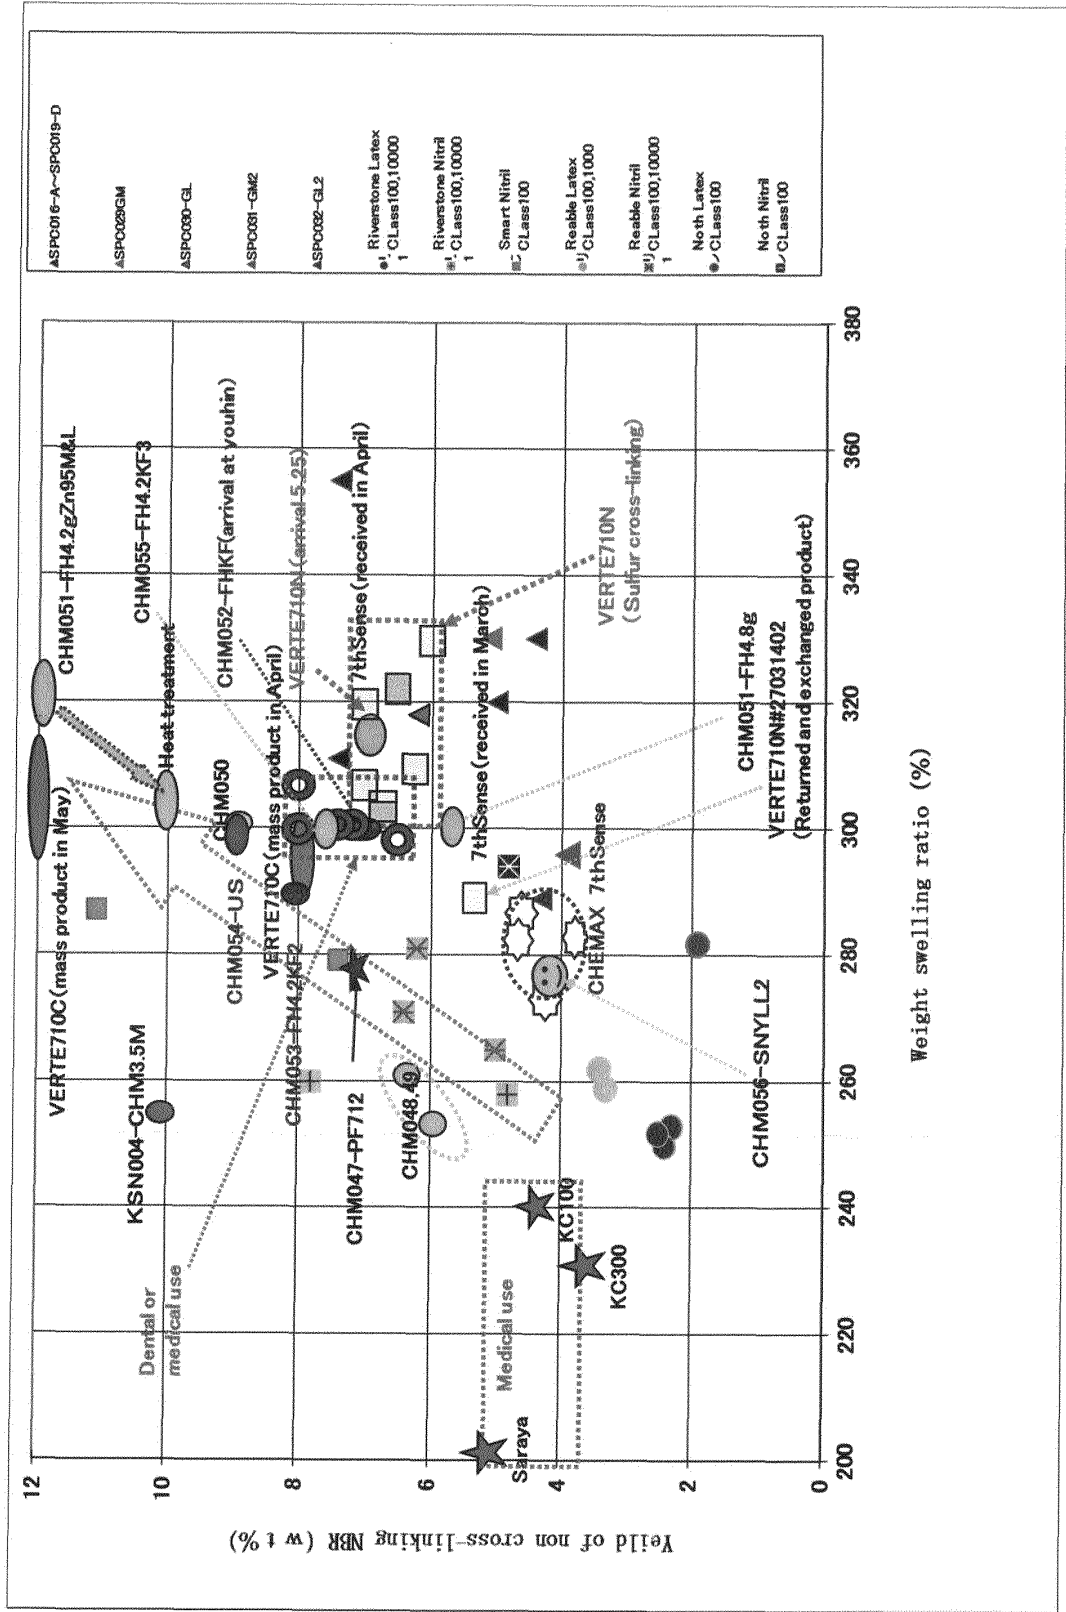 VERTE710C(mass product in May)
CHM051-FH4.2gZn95M&L
KSN004-CHM3.5M
Heat treatment
CHM055-FH4.2KF3
Dental or
medical use
CHM050
CHM054-US
CHM052-FHKF(arrival at youhin)
VERTE710C(mass product in April)
CHM053-FH4.2KF2
VERTE710N(arrival 5.25)
CHM047-PF712
7thSense(received in April)
CHM048,49
7thSense(received in March)
VERTE710N
(Sulfur cross-linking)
Medical use
Saraya
KC100
KC300
CHEMAX 7thSense
CHM051-FH4.8g
VERTE710N#27031402
(Returned and exchanged product)
CHM056-SNYLL2
12
10
8
6
4
2
0
200
220
240
260
280
300
320
340
360
380
Yeild of non cross-linking NBR (wt%)
Weight swelling ratio (%)
▲SPC016-A~SPC019-D
▲SPC029GM
▲SPC030-GL
▲SPC031-GM2
▲SPC032-GL2
Riverstone Latex
CLass100,10000
Riverstone Nitril
CLass100,10000
Smart Nitril
CLass100
Reable Latex
CLass100,1000
Reable Nitril
CLass100,10000
Noth Latex
CLass100
Noth Nitril
CLass100